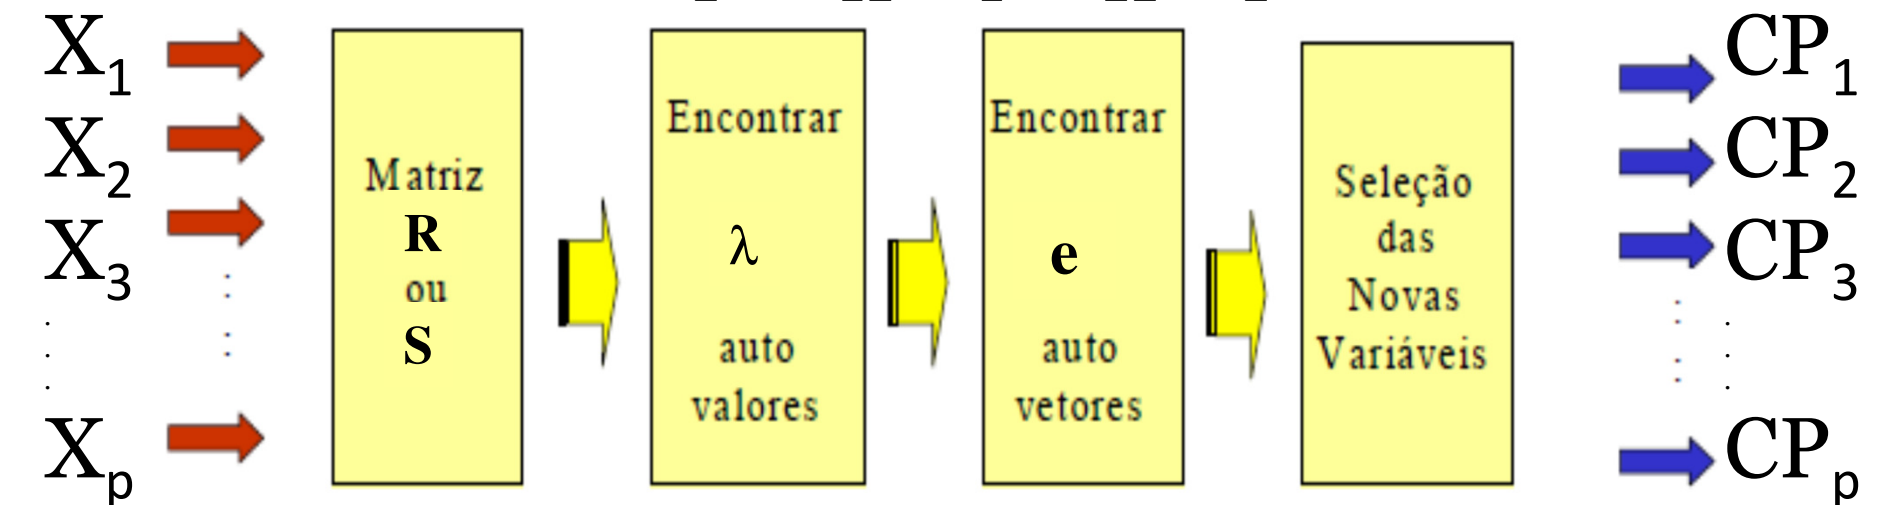 X1
X2
X3
.
.
.
Xp
:
:
Matriz
R
ou
S
Encontrar
λ
auto
valores
Encontrar
e
auto
vetores
Seleção
das
Novas
Variáveis
CP1
CP2
CP3
:
:
.
.
.
CPp